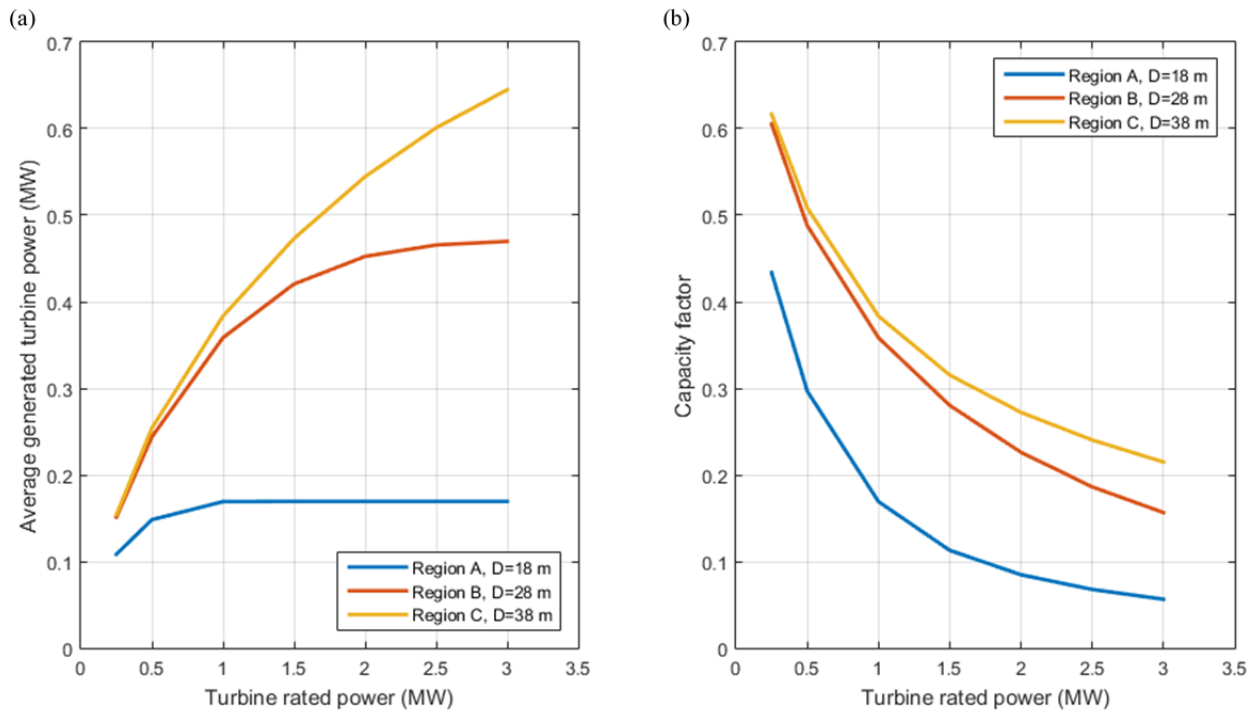 (a)
0.7
0.6
0.5
0.4
0.3
0.2
0.1
0
Average generated turbine power (MW)
Region A, D=18 m
Region B, D=28 m
Region C, D=38 m
0 0.5 1 1.5 2 2.5 3 3.5
Turbine rated power (MW)
(b)
0.7
0.6
0.5
0.4
0.3
0.2
0.1
0
Capacity factor
Region A, D=18 m
Region B, D=28 m
Region C, D=38 m
0 0.5 1 1.5 2 2.5 3 3.5
Turbine rated power (MW)